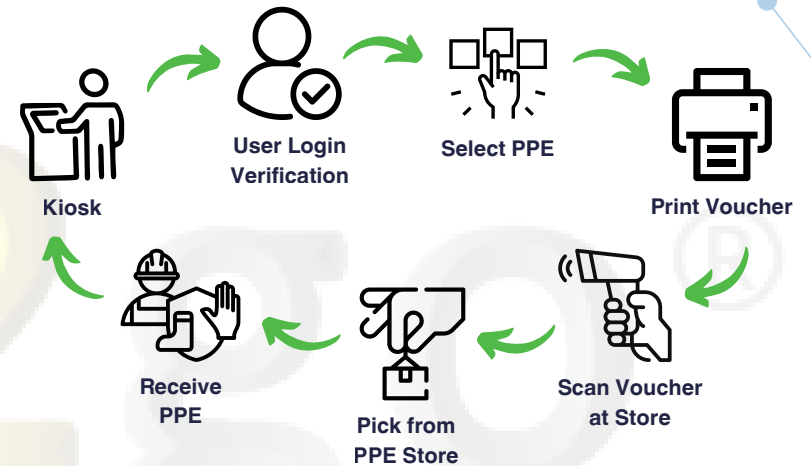 Kiosk
User Login
Verification
Select PPE
Print Voucher
Scan Voucher
at Store
Pick from
PPE Store
Receive
PPE
®